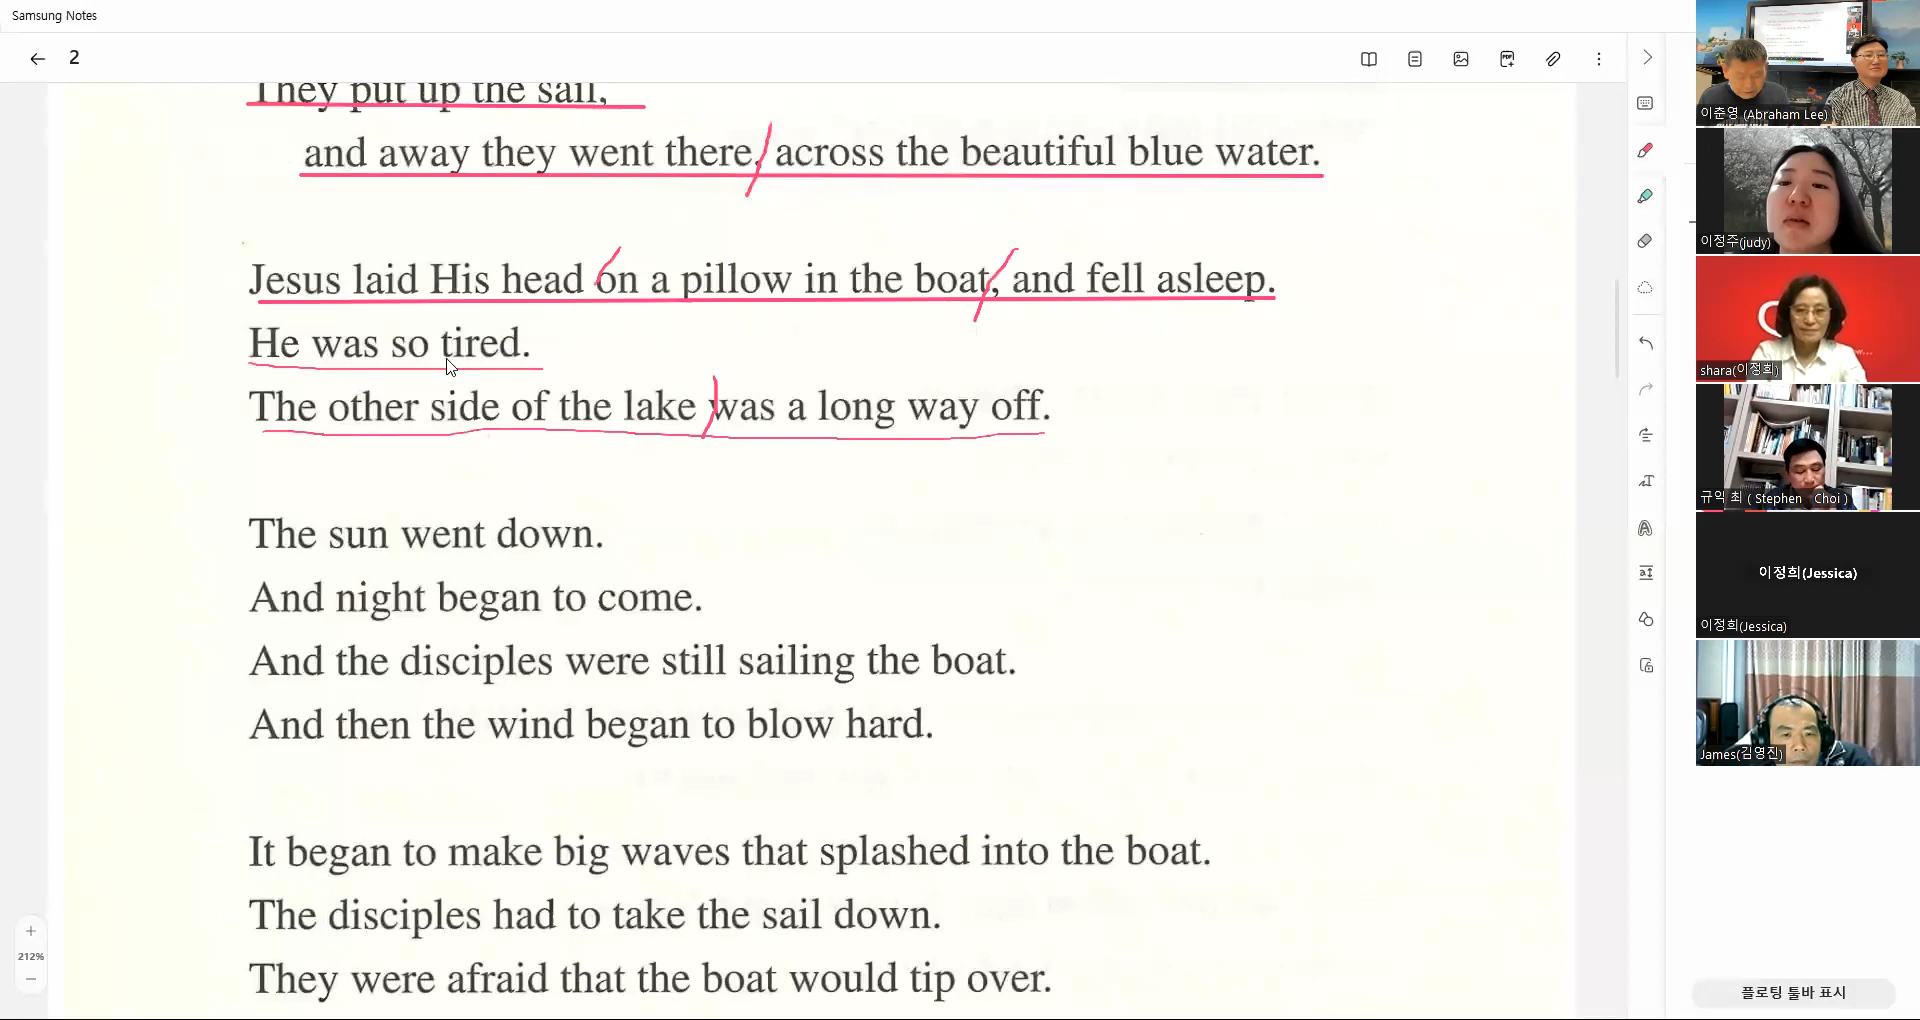 Samsung Notes
2
They put up the sail,
and away they went there, across the beautiful blue water.
Jesus laid His head on a pillow in the boat, and fell asleep.
He was so tired.
The other side of the lake was a long way off.
The sun went down.
And night began to come.
And the disciples were still sailing the boat.
And then the wind began to blow hard.
It began to make big waves that splashed into the boat.
The disciples had to take the sail down.
They were afraid that the boat would tip over.
212%
이춘영 (Abraham Lee)
이정주(judy)
shara(이정희)
규익 최 ( Stephen Choi )
이정희(Jessica)
이정희(Jessica)
James(김영진)
플로팅 툴바 표시